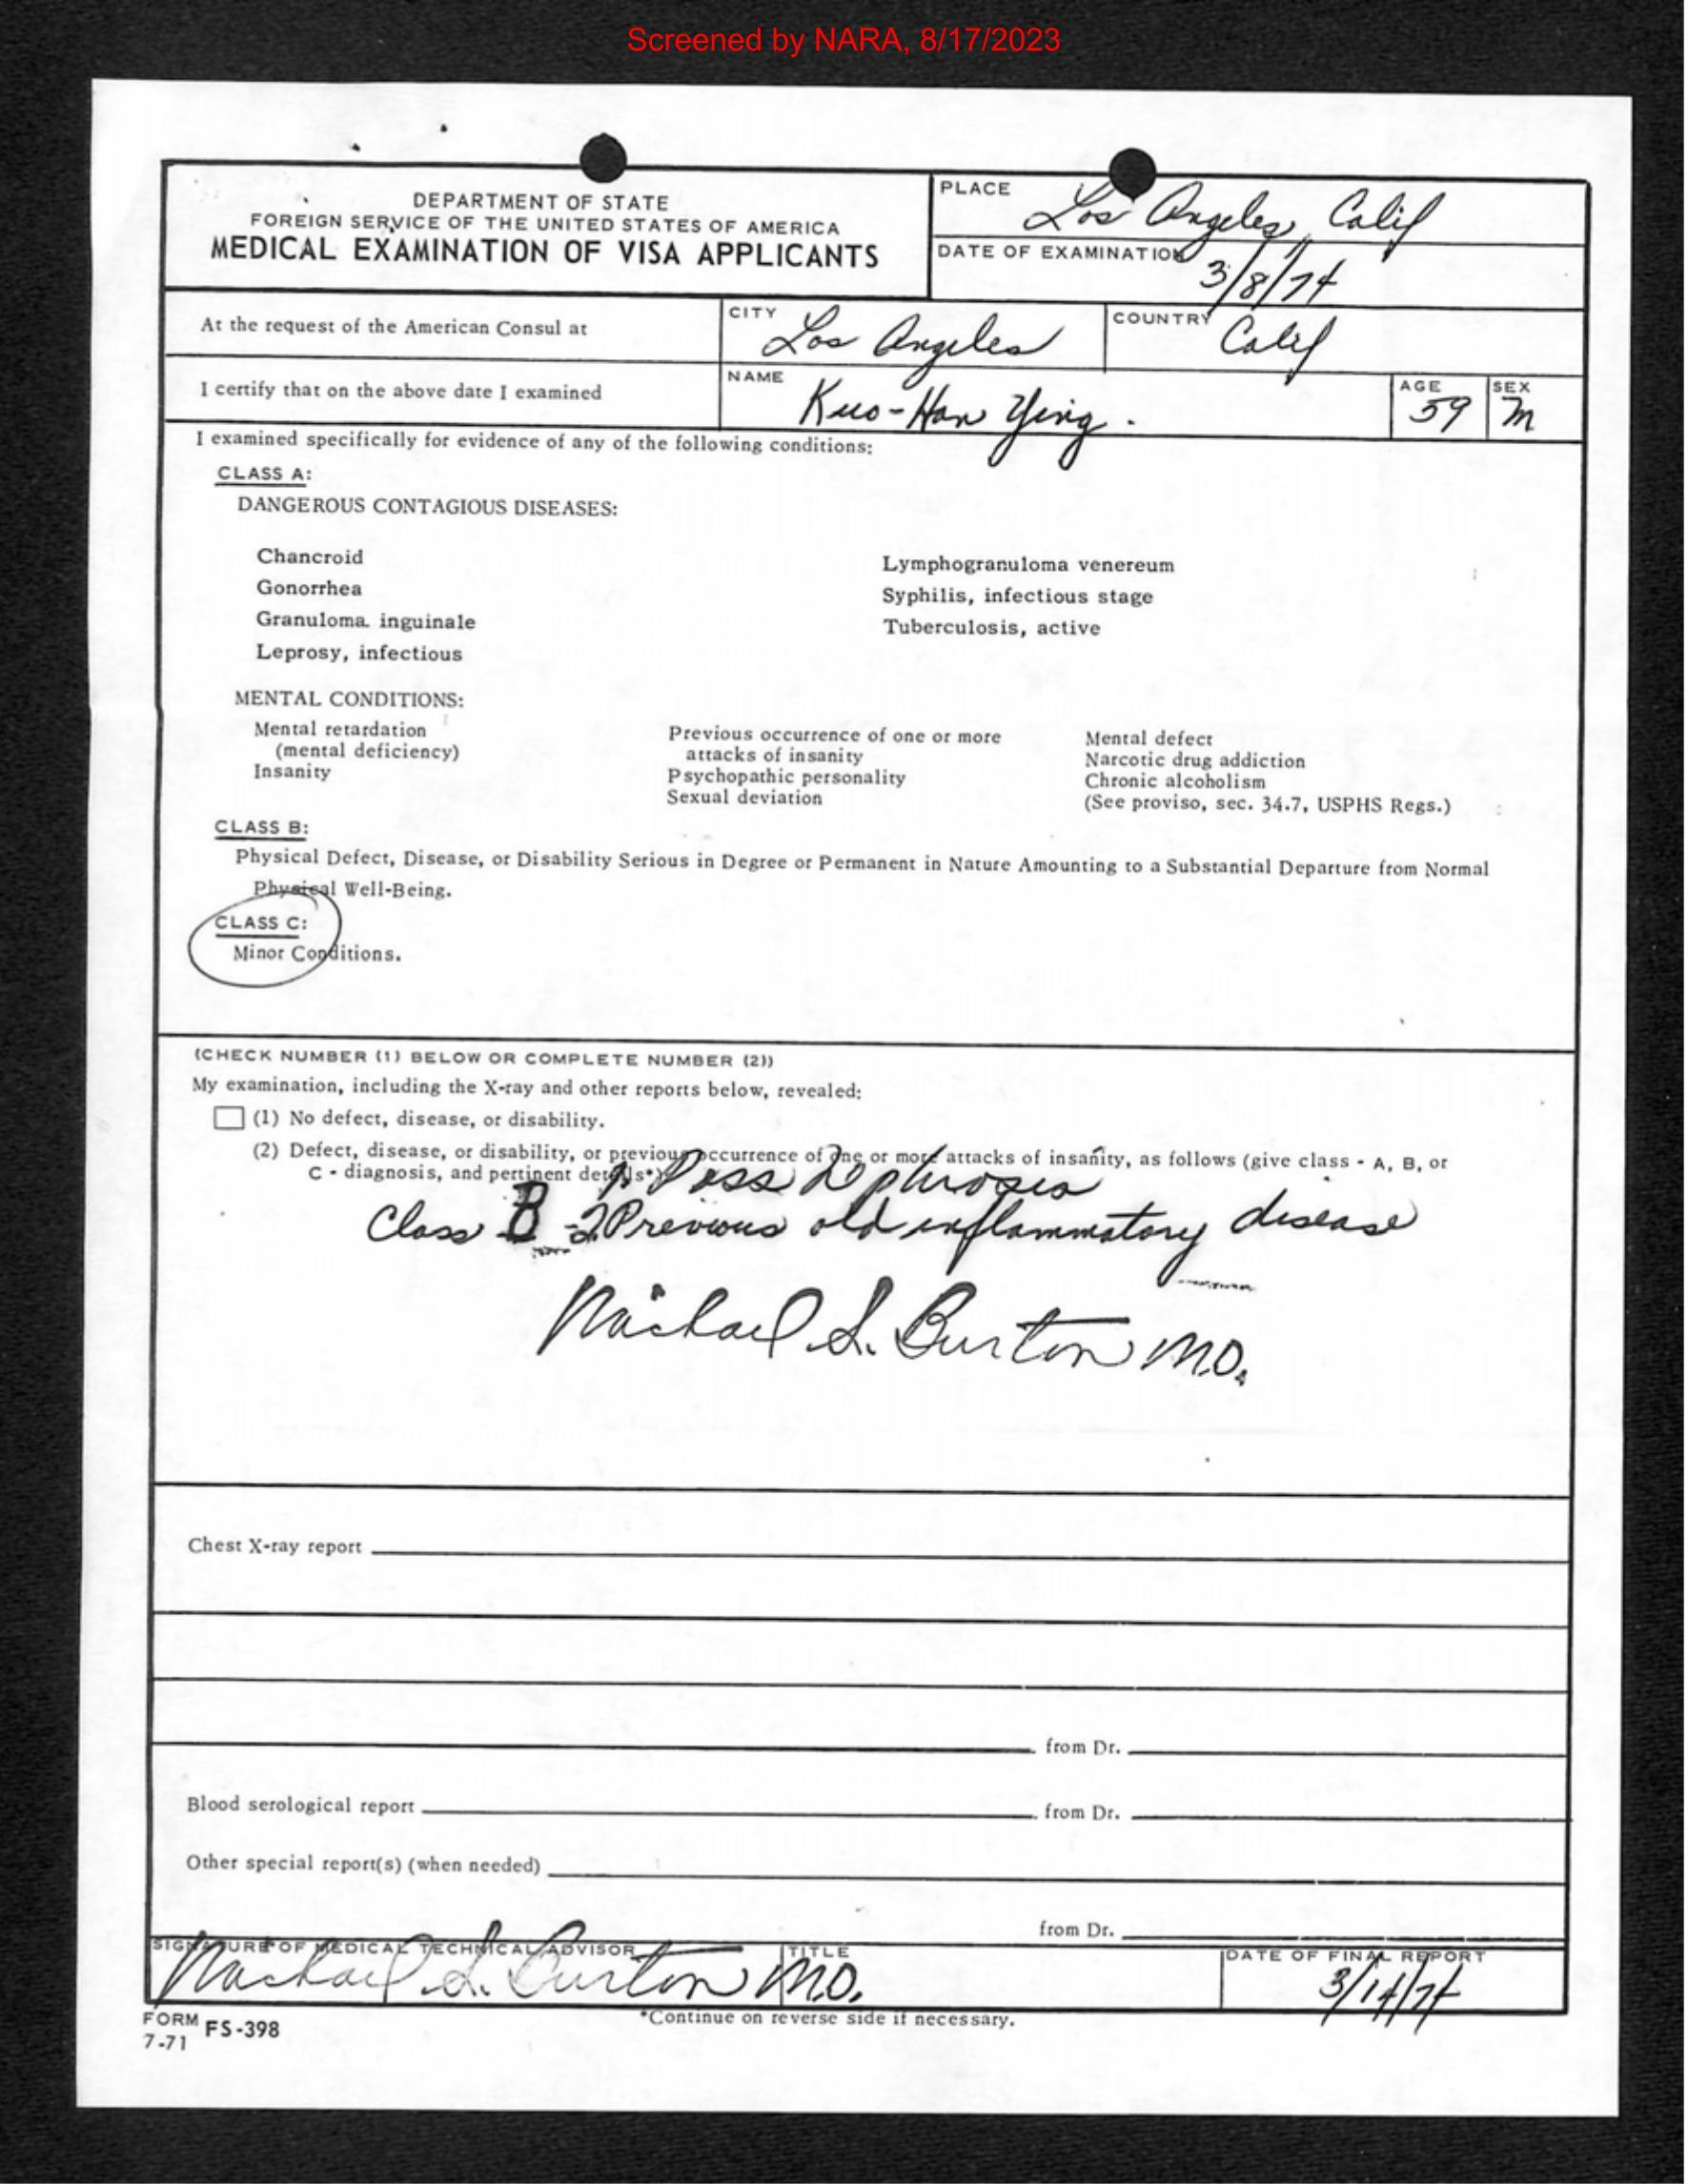 Screened by NARA, 8/17/2023
DEPARTMENT OF STATE
FOREIGN SERVICE OF THE UNITED STATES OF AMERICA
MEDICAL EXAMINATION OF VISA APPLICANTS
PLACE
Los Angeles, Calif
DATE OF EXAMINATION
3/8/74
At the request of the American Consul at
CITY
Los Angeles
COUNTRY
Calif
I certify that on the above date I examined
NAME
Kuo-Han Ying.
AGE
59
SEX
M
I examined specifically for evidence of any of the following conditions:
CLASS A:
DANGEROUS CONTAGIOUS DISEASES:
Chancroid
Gonorrhea
Granuloma inguinale
Leprosy, infectious
Lymphogranuloma venereum
Syphilis, infectious stage
Tuberculosis, active
MENTAL CONDITIONS:
Mental retardation
(mental deficiency)
Insanity
Previous occurrence of one or more
attacks of insanity
Psychopathic personality
Sexual deviation
Mental defect
Narcotic drug addiction
Chronic alcoholism
(See proviso, sec. 34.7, USPHS Regs.)
CLASS B:
Physical Defect, Disease, or Disability Serious in Degree or Permanent in Nature Amounting to a Substantial Departure from Normal
Physical Well-Being.
CLASS C:
Minor Conditions.
(CHECK NUMBER (1) BELOW OR COMPLETE NUMBER (2))
My examination, including the X-ray and other reports below, revealed:
(1) No defect, disease, or disability.
(2) Defect, disease, or disability, or previous occurrence of one or more attacks of insanity, as follows (give class - A, B, or
C - diagnosis, and pertinent details*)
1. Poss
Class B - 2 Previous old inflammatory disease
Michael S. Burton M.D.
Chest X-ray report
from Dr.
Blood serological report
from Dr.
Other special report(s) (when needed)
from Dr.
SIGNATURE OF MEDICAL TECHNICAL ADVISOR
Michael S. Burton
TITLE
M.D.
DATE OF FINAL REPORT
3/14/74
FORM
7-71
FS-398
*Continue on reverse side if necessary.